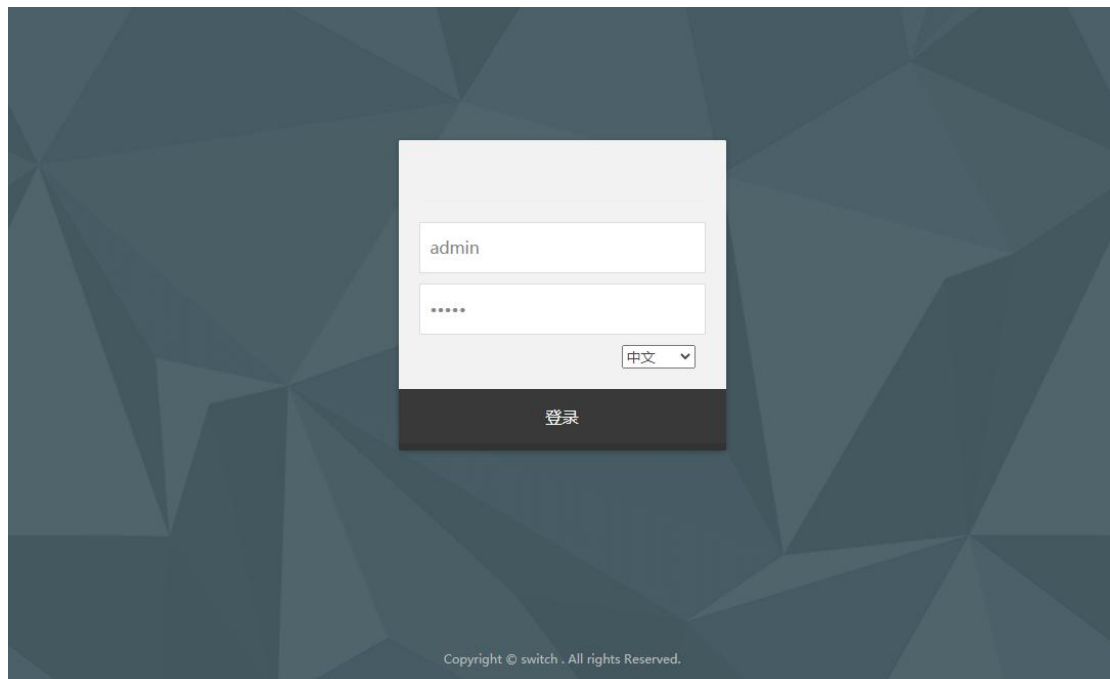 admin
•••••
中文
登录
Copyright © switch . All rights Reserved.